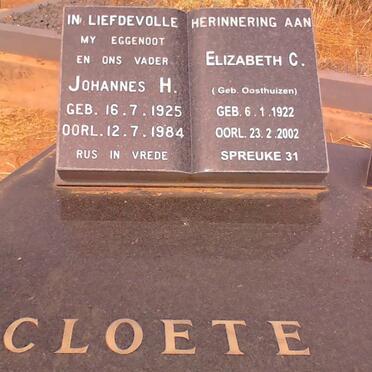 IN LIEFDEVOLLE HERINNERING AAN
MY EGGENOOT
EN ONS VADER
JOHANNES H.
GEB. 16.7.1925
OORL. 12.7.1984
RUS IN VREDE
ELIZABETH C.
(Geb. Oosthuizen)
GEB. 6.1.1922
OORL. 23.2.2002
SPREUKE 31
CLOETE